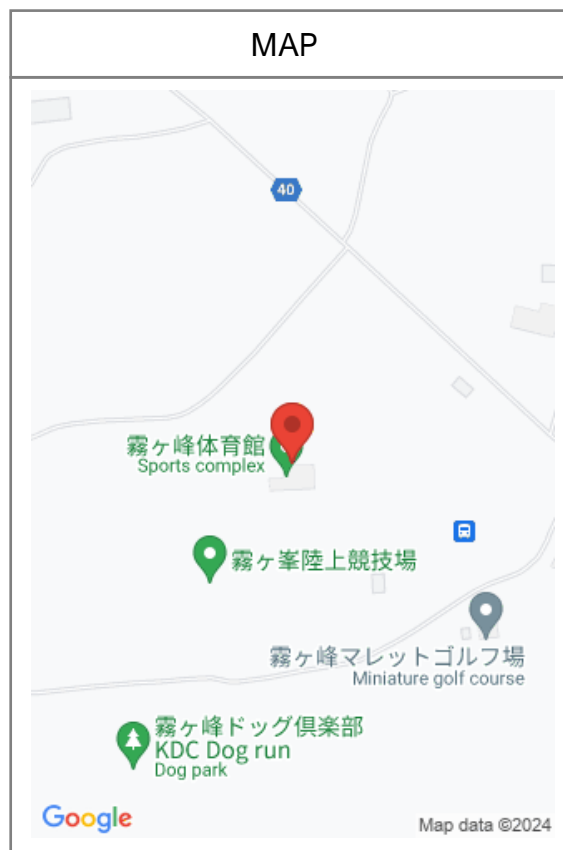 MAP
40
霧ヶ峰体育館
Sports complex
霧ヶ峯陸上競技場
霧ヶ峰マレットゴルフ場
Miniature golf course
霧ヶ峰ドッグ倶楽部
KDC Dog run
Dog park
Google
Map data ©2024